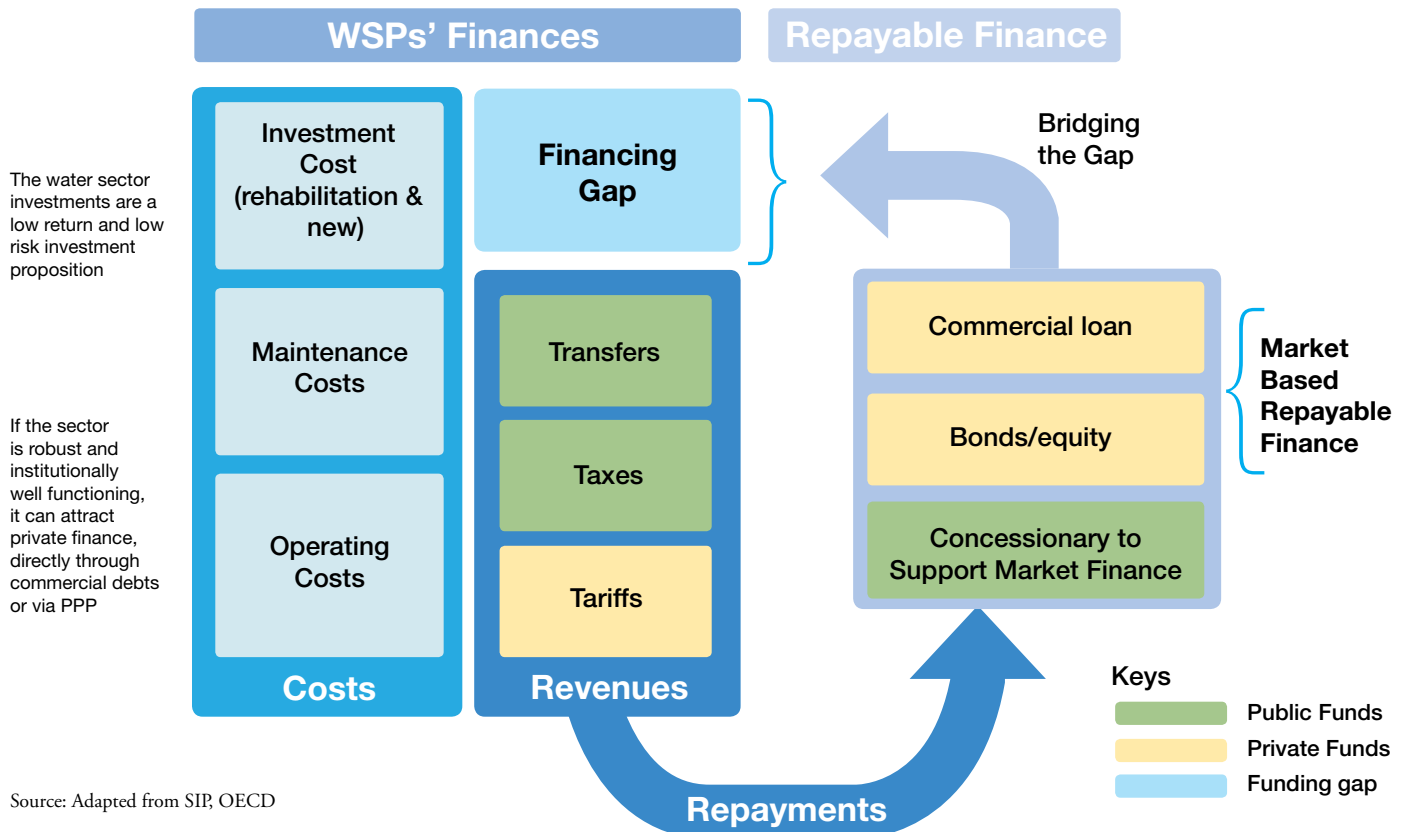 WSPs’ Finances
Repayable Finance
The water sector
investments are a
low return and low
risk investment
proposition
If the sector
is robust and
institutionally
well functioning,
it can attract
private finance,
directly through
commercial debts
or via PPP
Investment
Cost
(rehabilitation &
new)
Maintenance
Costs
Operating
Costs
Costs
Financing
Gap
Transfers
Taxes
Tariffs
Revenues
Bridging
the Gap
Commercial loan
Bonds/equity
Concessionary to
Support Market Finance
Market
Based
Repayable
Finance
Repayments
Keys
Public Funds
Private Funds
Funding gap
Source: Adapted from SIP, OECD